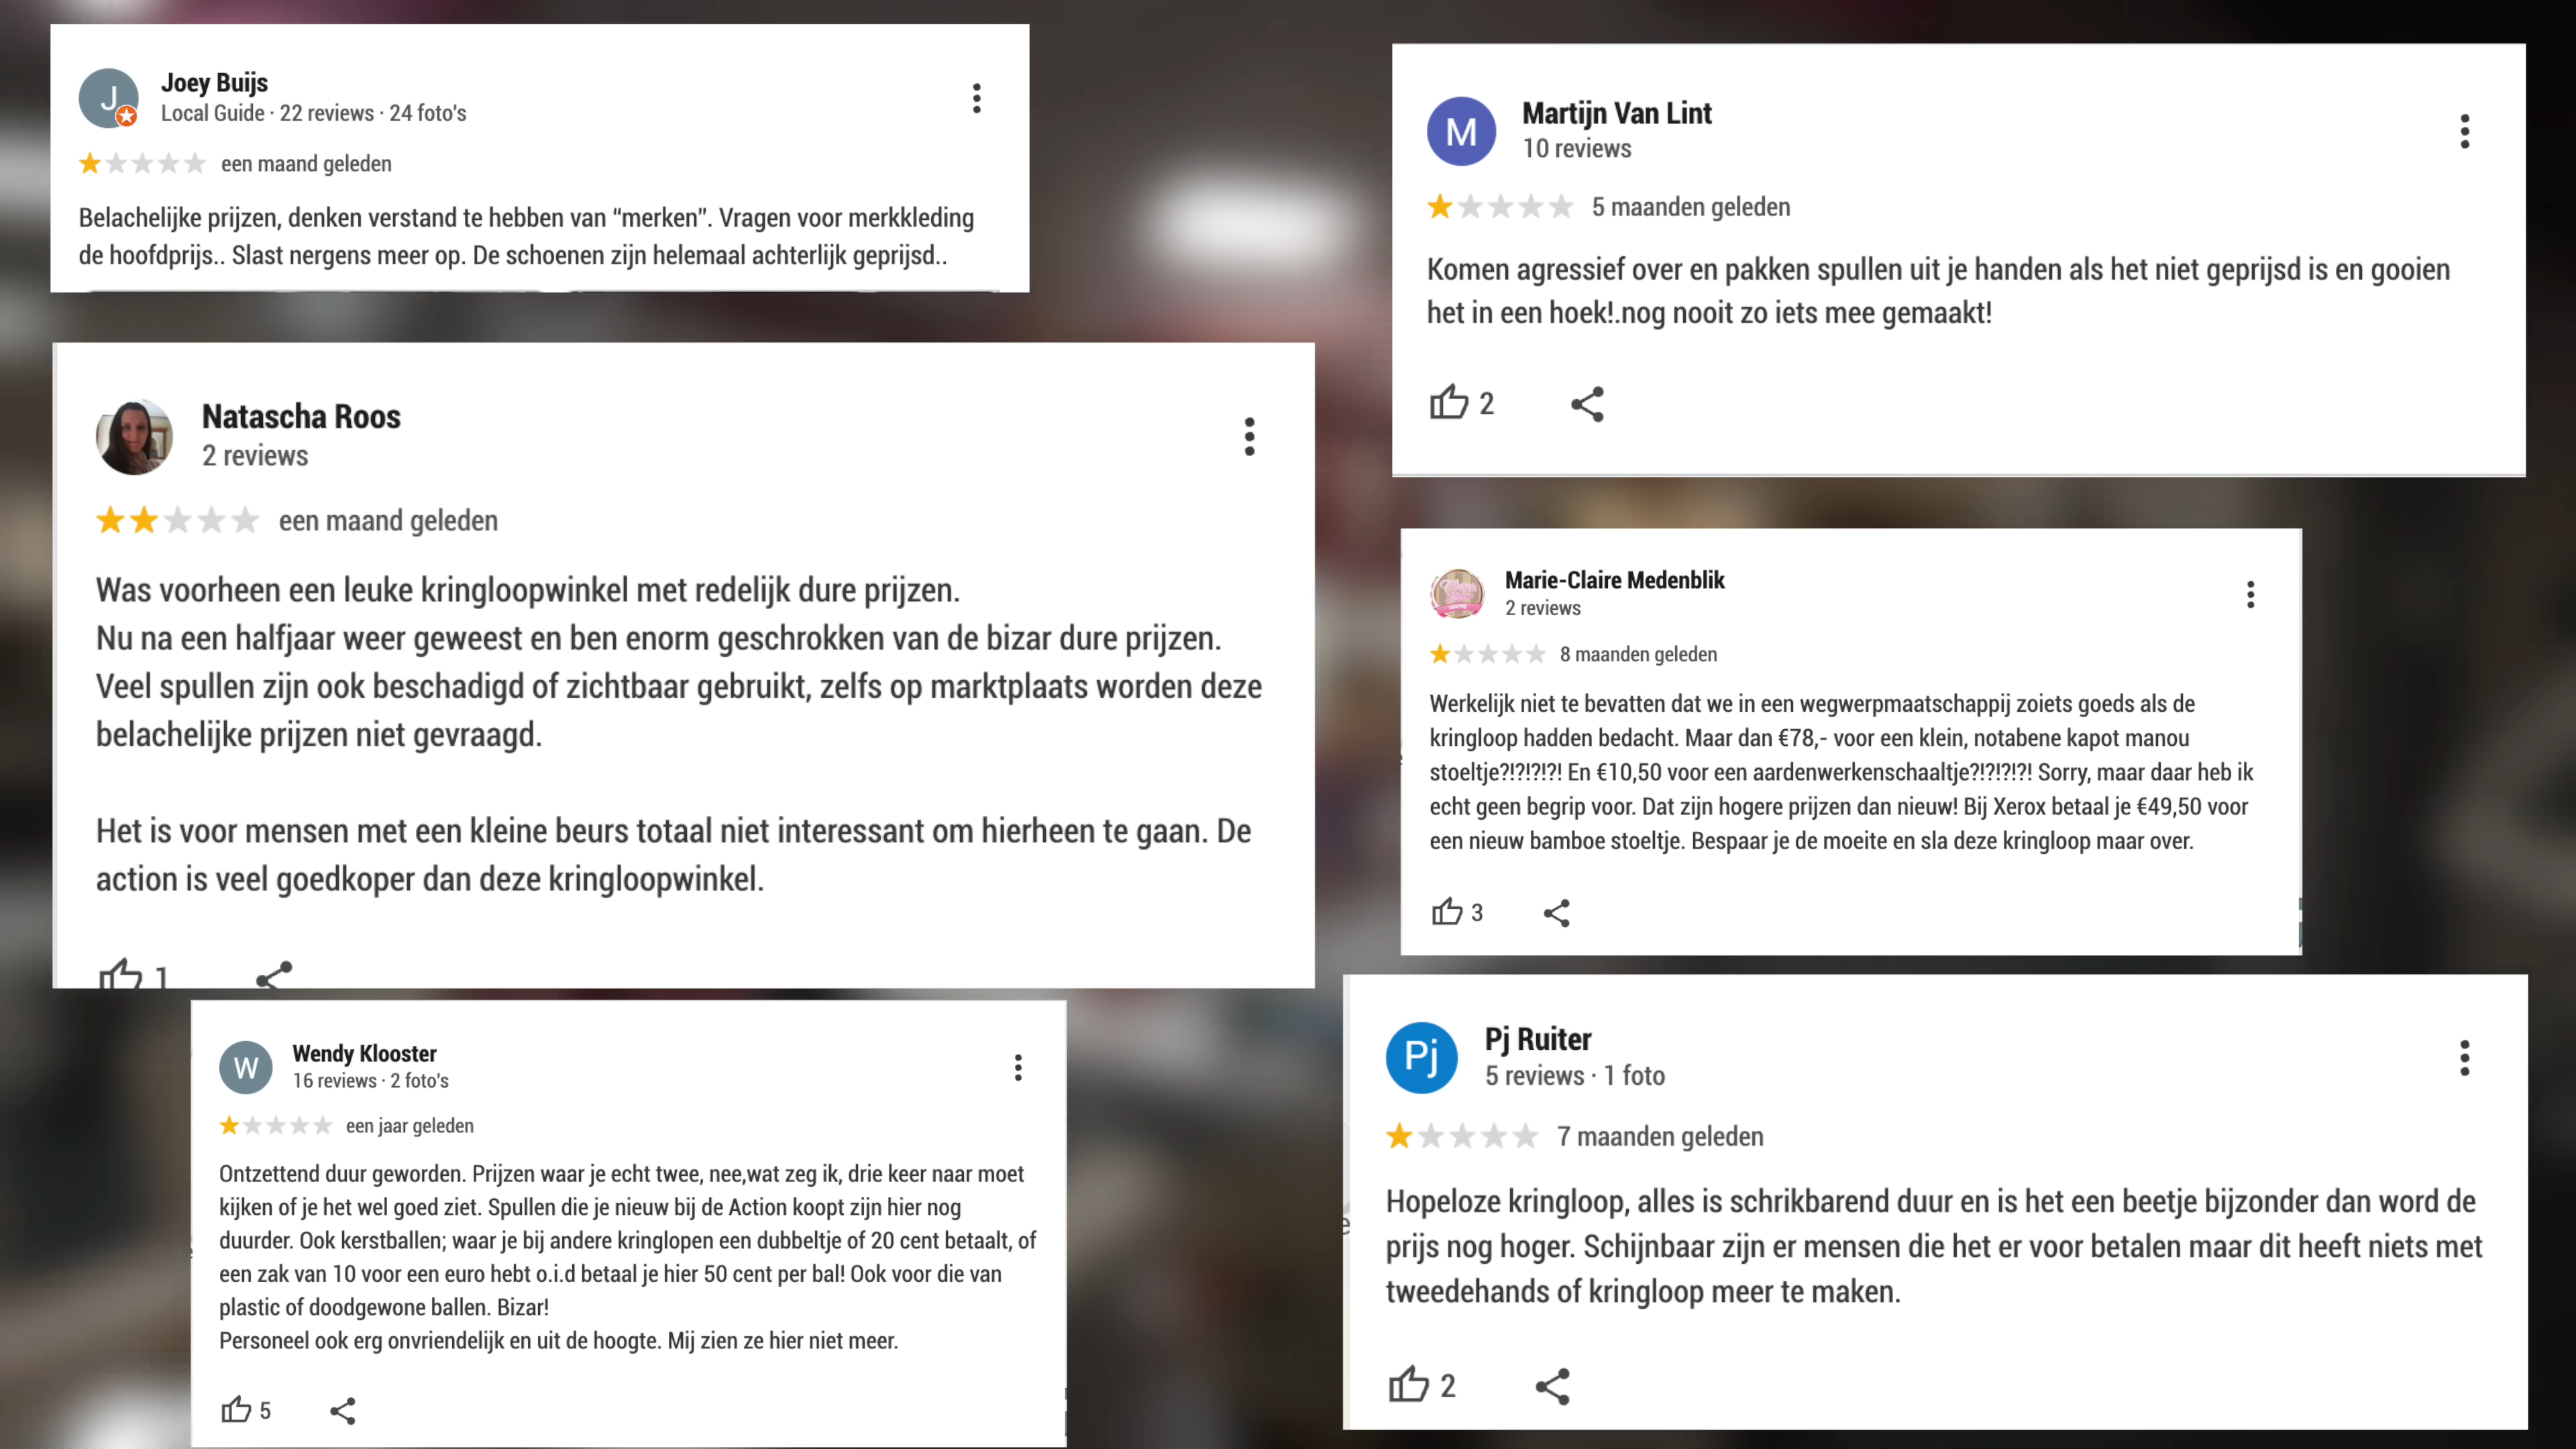 J
Joey Buijs
Local Guide · 22 reviews · 24 foto's
een maand geleden
Belachelijke prijzen, denken verstand te hebben van “merken”. Vragen voor merkkleding
de hoofdprijs.. Slast nergens meer op. De schoenen zijn helemaal achterlijk geprijsd..
Natascha Roos
2 reviews
een maand geleden
Was voorheen een leuke kringloopwinkel met redelijk dure prijzen.
Nu na een halfjaar weer geweest en ben enorm geschrokken van de bizar dure prijzen.
Veel spullen zijn ook beschadigd of zichtbaar gebruikt, zelfs op marktplaats worden deze
belachelijke prijzen niet gevraagd.
Het is voor mensen met een kleine beurs totaal niet interessant om hierheen te gaan. De
action is veel goedkoper dan deze kringloopwinkel.
1
W
Wendy Klooster
16 reviews · 2 foto's
een jaar geleden
Ontzettend duur geworden. Prijzen waar je echt twee, nee,wat zeg ik, drie keer naar moet
kijken of je het wel goed ziet. Spullen die je nieuw bij de Action koopt zijn hier nog
duurder. Ook kerstballen; waar je bij andere kringlopen een dubbeltje of 20 cent betaalt, of
een zak van 10 voor een euro hebt o.i.d betaal je hier 50 cent per bal! Ook voor die van
plastic of doodgewone ballen. Bizar!
Personeel ook erg onvriendelijk en uit de hoogte. Mij zien ze hier niet meer.
5
M
Martijn Van Lint
10 reviews
5 maanden geleden
Komen agressief over en pakken spullen uit je handen als het niet geprijsd is en gooien
het in een hoek!.nog nooit zo iets mee gemaakt!
2
Marie-Claire Medenblik
2 reviews
8 maanden geleden
Werkelijk niet te bevatten dat we in een wegwerpmaatschappij zoiets goeds als de
kringloop hadden bedacht. Maar dan €78,- voor een klein, notabene kapot manou
stoeltje?!?!?!?! En €10,50 voor een aardenwerkenschaaltje?!?!?!?! Sorry, maar daar heb ik
echt geen begrip voor. Dat zijn hogere prijzen dan nieuw! Bij Xerox betaal je €49,50 voor
een nieuw bamboe stoeltje. Bespaar je de moeite en sla deze kringloop maar over.
3
Pj
Pj Ruiter
5 reviews · 1 foto
7 maanden geleden
Hopeloze kringloop, alles is schrikbarend duur en is het een beetje bijzonder dan word de
prijs nog hoger. Schijnbaar zijn er mensen die het er voor betalen maar dit heeft niets met
tweedehands of kringloop meer te maken.
2